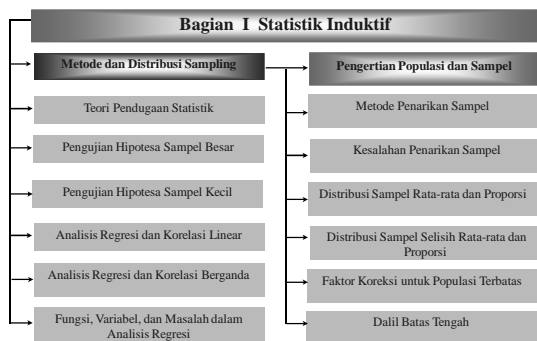 Bagian I Statistik Induktif
Metode dan Distribusi Sampling
Teori Pendugaan Statistik
Pengujian Hipotesa Sampel Besar
Pengujian Hipotesa Sampel Kecil
Analisis Regresi dan Korelasi Linear
Analisis Regresi dan Korelasi Berganda
Fungsi, Variabel, dan Masalah dalam
Analisis Regresi
Pengertian Populasi dan Sampel
Metode Penarikan Sampel
Kesalahan Penarikan Sampel
Distribusi Sampel Rata-rata dan Proporsi
Distribusi Sampel Selisih Rata-rata dan
Proporsi
Faktor Koreksi untuk Populasi Terbatas
Dalil Batas Tengah